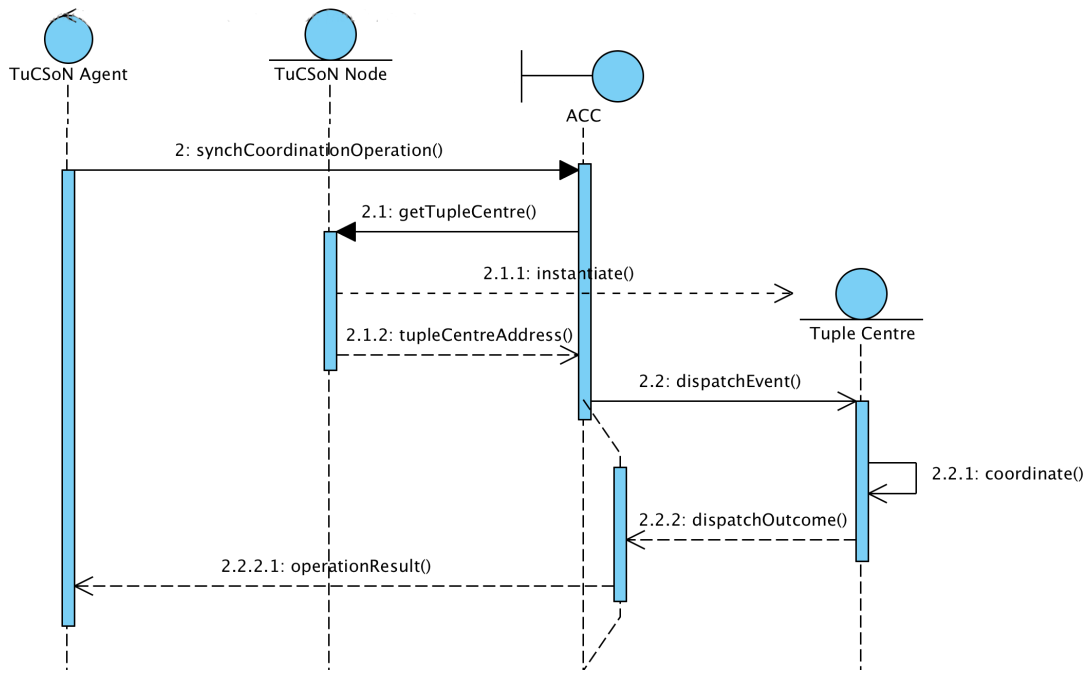 TuCSoN Agent
TuCSoN Node
ACC
2: synchCoordinationOperation()
2.1: getTupleCentre()
2.1.1: instantiate()
Tuple Centre
2.1.2: tupleCentreAddress()
2.2: dispatchEvent()
2.2.1: coordinate()
2.2.2: dispatchOutcome()
2.2.2.1: operationResult()